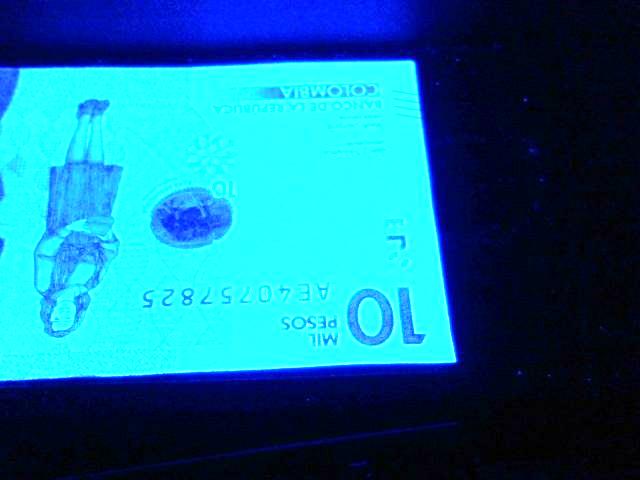 10
MIL
PESOS
AE40757825
10
BANCO DE LA REPÚBLICA
COLOMBIA